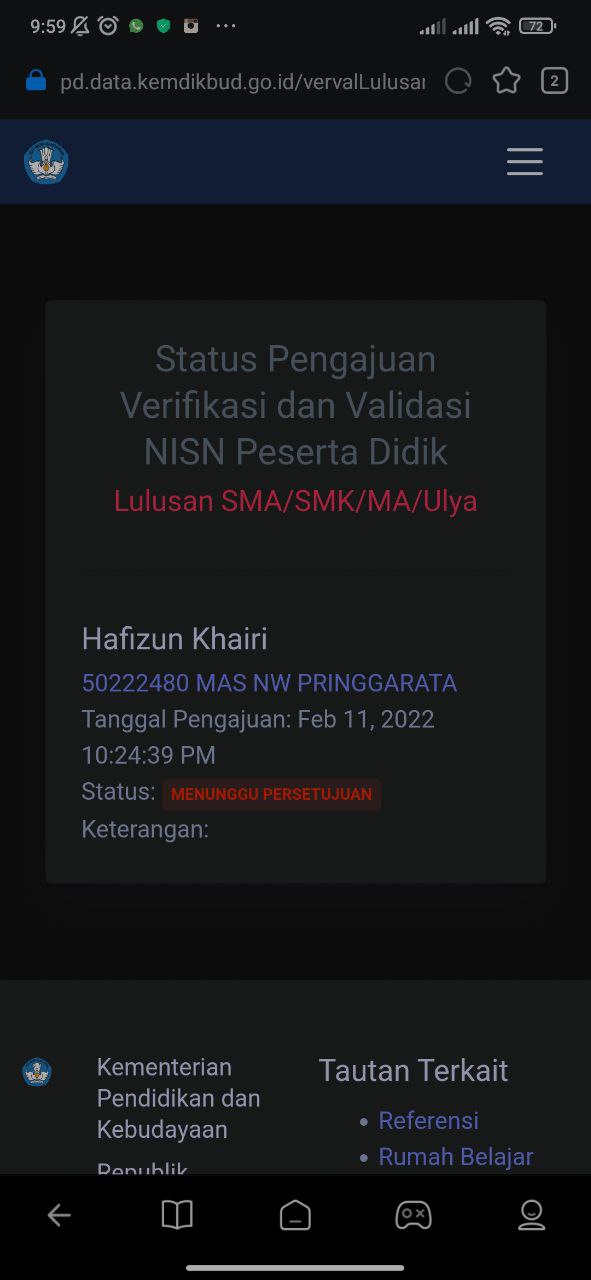 9:59
72
pd.data.kemdikbud.go.id/vervalLulusan
2
Status Pengajuan
Verifikasi dan Validasi
NISN Peserta Didik
Lulusan SMA/SMK/MA/Ulya
Hafizun Khairi
50222480 MAS NW PRINGGARATA
Tanggal Pengajuan: Feb 11, 2022
10:24:39 PM
Status: MENUNGGU PERSETUJUAN
Keterangan:
Kementerian
Pendidikan dan
Kebudayaan
Republik
Tautan Terkait
• Referensi
• Rumah Belajar